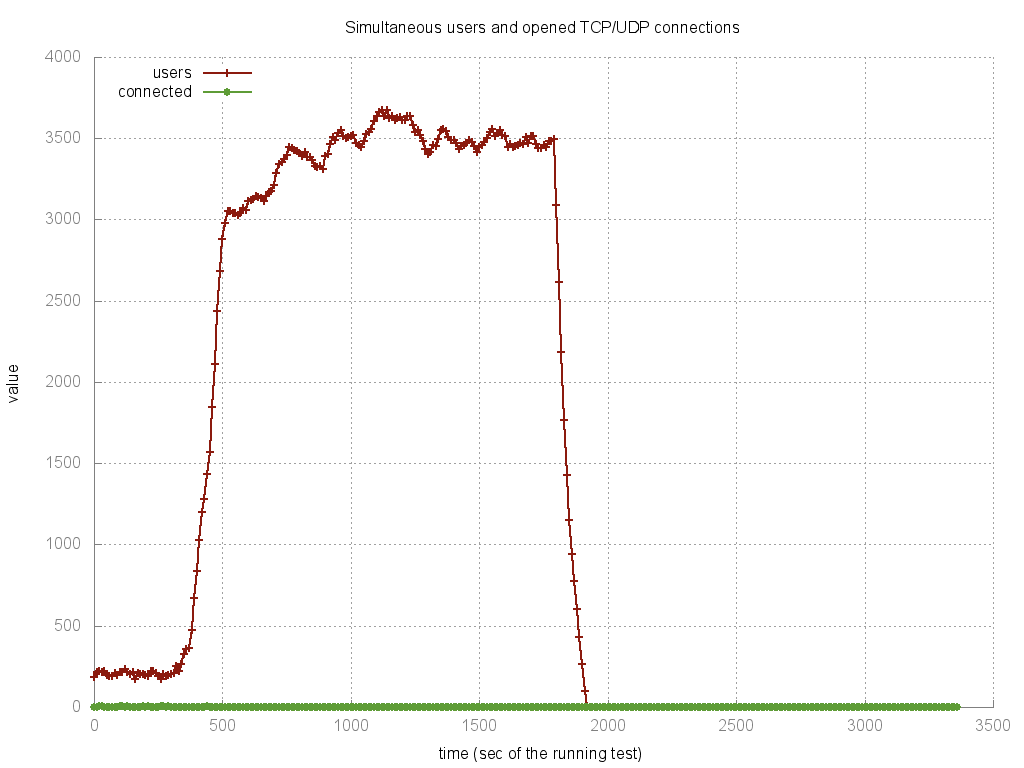 Simultaneous users and opened TCP/UDP connections
4000
users
connected
3500
3000
2500
2000
value
1500
1000
500
0
0 500 1000 1500 2000 2500 3000 3500
time (sec of the running test)